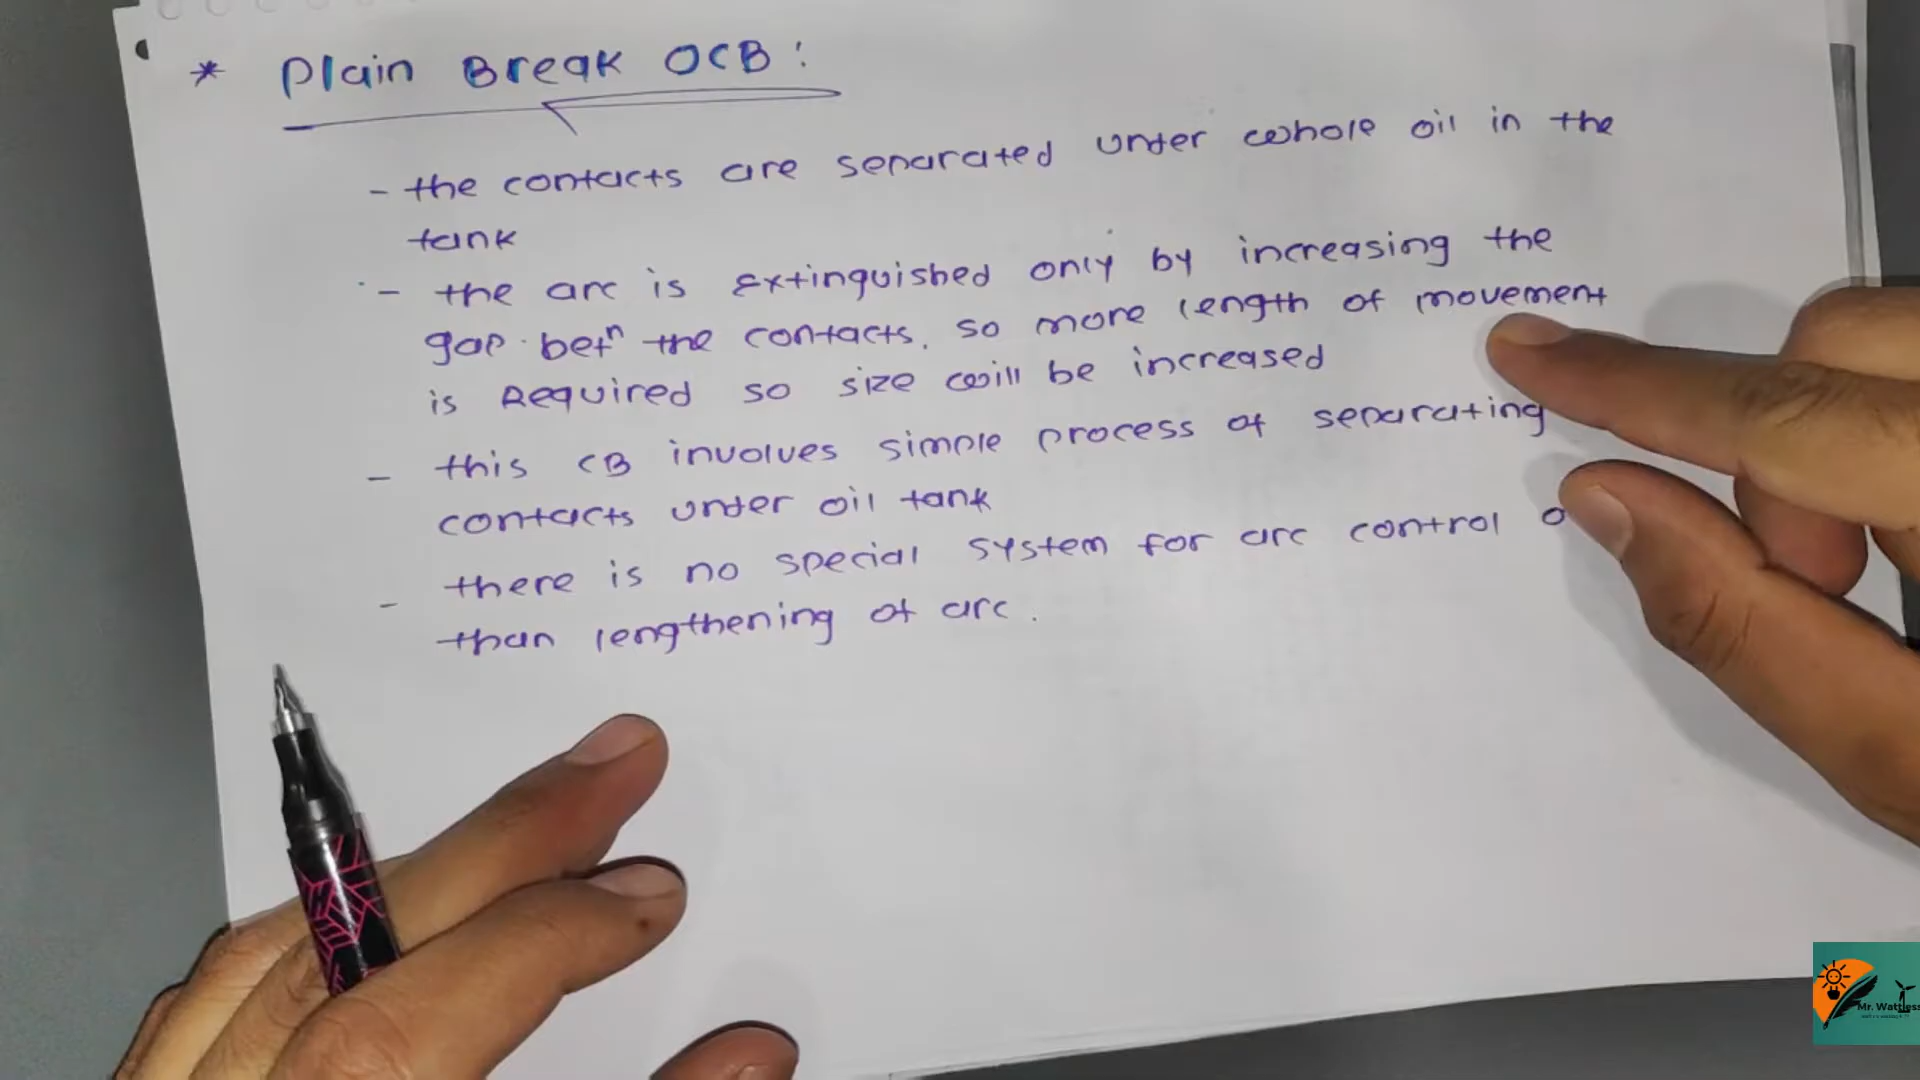 * Plain Break OCB :
- the contacts are separated under whole oil in the
tank
- the arc is extinguished only by increasing the
gap betⁿ the contacts. so more length of movement
is Required so size will be increased
- this CB involves simple process of separating
contacts under oil tank
- there is no special system for arc control
than lengthening of arc.
Mr. Wattless